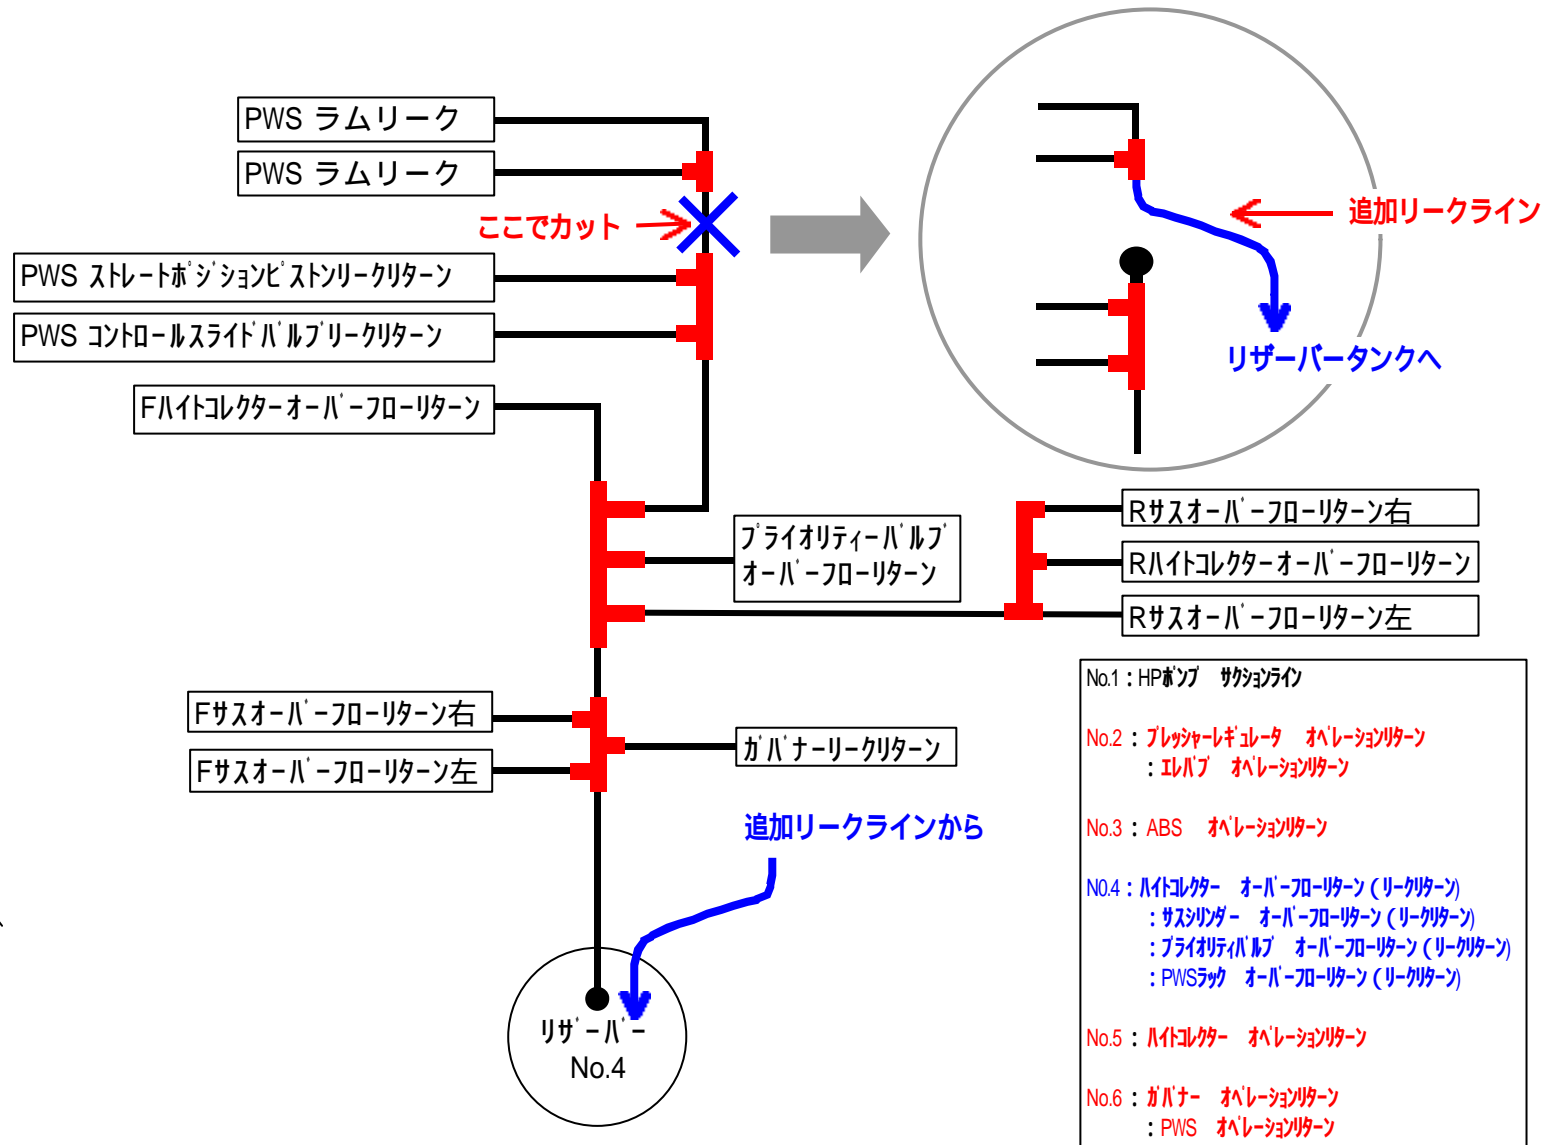 PWS ラムリーク
PWS ラムリーク
ここでカット
追加リークライン
PWS ストレートポジションピストンリークリターン
PWS コントロールスライドバルブリークリターン
リザーバータンクへ
Fハイトコレクターオーバーフローリターン
プライオリティーバルブ
オーバーフローリターン
Rサスオーバーフローリターン右
Rハイトコレクターオーバーフローリターン
Rサスオーバーフローリターン左
Fサスオーバーフローリターン右
Fサスオーバーフローリターン左
ガバナーリークリターン
追加リークラインから
リザーバー
No.4
No.1：HPポンプ　サクションライン
No.2：プレッシャーレギュレータ　オペレーションリターン
：エレバブ　オペレーションリターン
No.3：ABS　オペレーションリターン
N0.4：ハイトコレクター　オーバーフローリターン（リークリターン)
：サスシリンダー　オーバーフローリターン（リークリターン)
：プライオリティバルブ　オーバーフローリターン（リークリターン)
：PWSラック　オーバーフローリターン（リークリターン)
No.5：ハイトコレクター　オペレーションリターン
No.6：ガバナー　オペレーションリターン
：PWS　オペレーションリターン